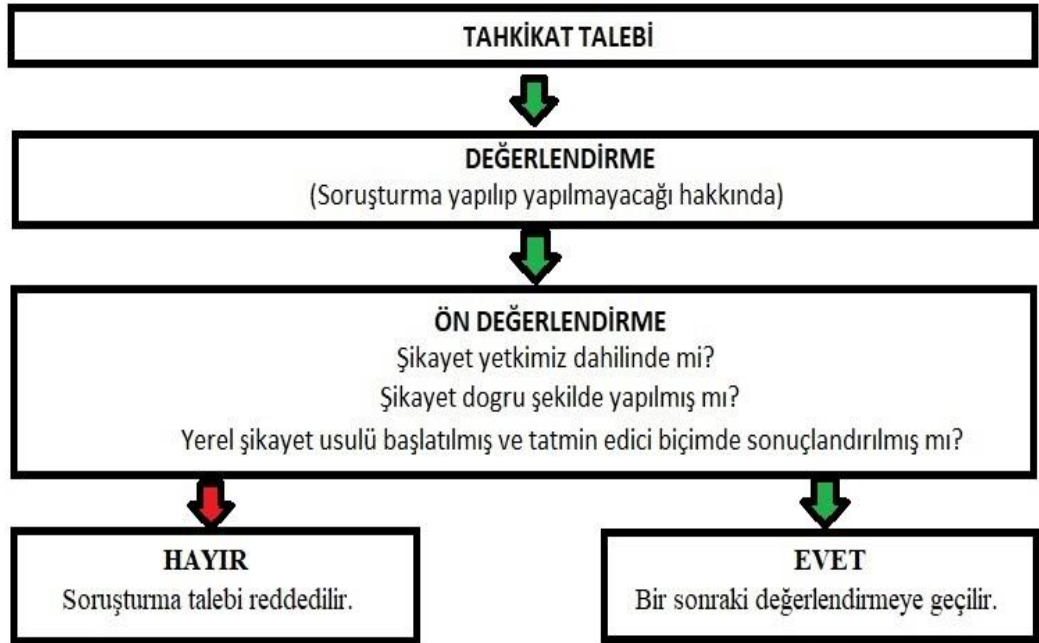 TAHKİKAT TALEBİ
DEĞERLENDİRME
(Soruşturma yapılıp yapılmayacağı hakkında)
ÖN DEĞERLENDİRME
Şikayet yetkimiz dahilinde mi?
Şikayet dogru şekilde yapılmış mı?
Yerel şikayet usulü başlatılmış ve tatmin edici biçimde sonuçlandırılmış mı?
HAYIR
Soruşturma talebi reddedilir.
EVET
Bir sonraki değerlendirmeye geçilir.